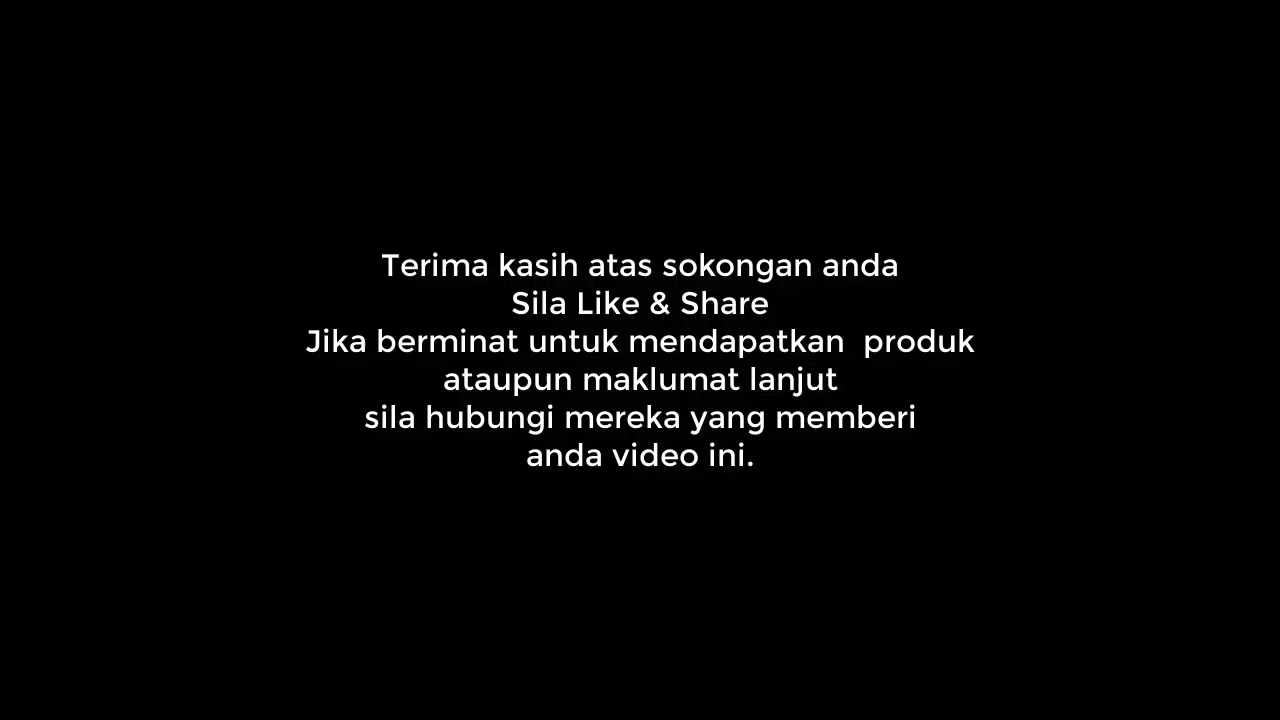 Terima kasih atas sokongan anda
Sila Like & Share
Jika berminat untuk mendapatkan  produk
ataupun maklumat lanjut
sila hubungi mereka yang memberi
anda video ini.